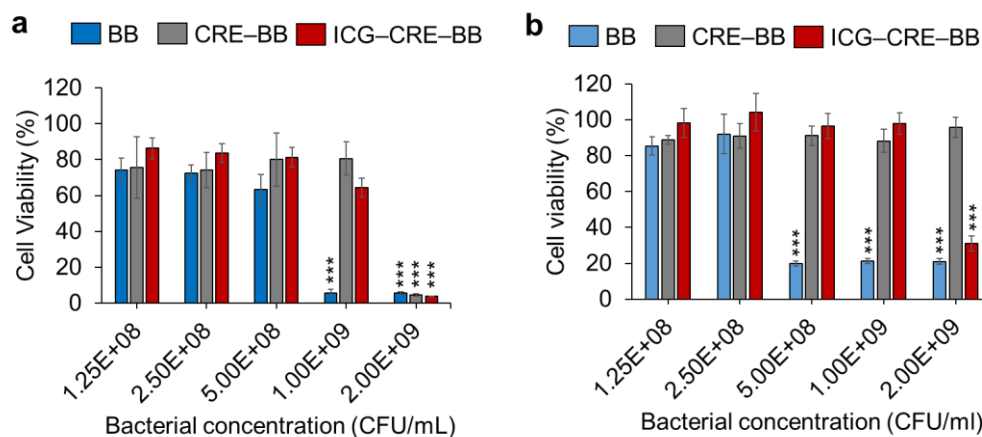 a
BB CRE–BB ICG–CRE–BB
Cell Viability (%)
120
100
80
60
40
20
0
***
*** *** ***
1.25E+08
2.50E+08
5.00E+08
1.00E+09
2.00E+09
Bacterial concentration (CFU/mL)
b
BB CRE–BB ICG–CRE–BB
Cell viability (%)
120
100
80
60
40
20
0
***
***
*** ***
1.25E+08
2.50E+08
5.00E+08
1.00E+09
2.00E+09
Bacterial concentration (CFU/ml)